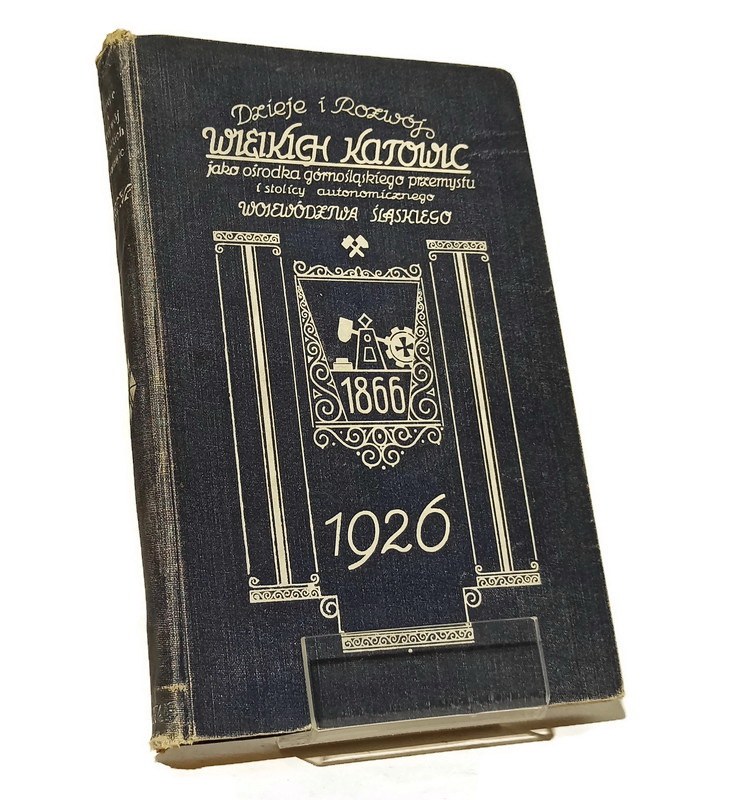 Dzieje i Rozwój
WIELKICH KATOWIC
jako ośrodka górnośląskiego przemysłu
i stolicy autonomicznego
WOJEWÓDZTWA ŚLĄSKIEGO
1866
1926